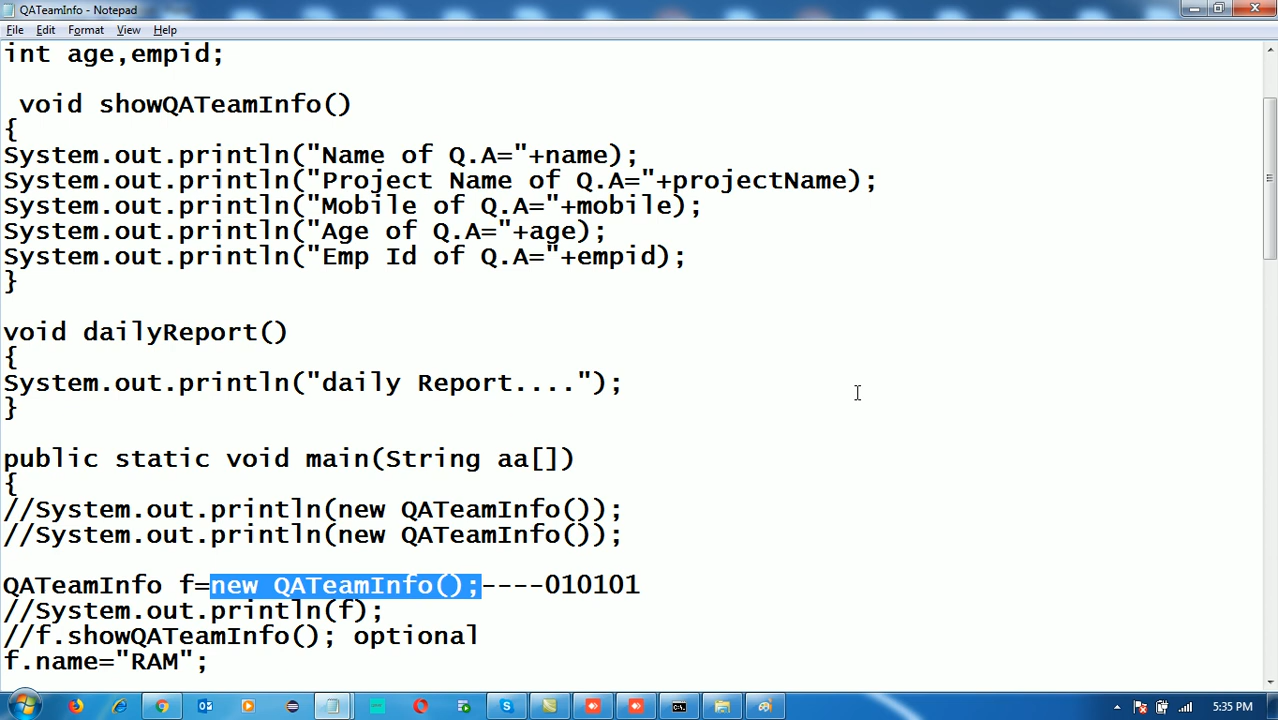 QATeamInfo - Notepad
File Edit Format View Help
int age,empid;
void showQATeamInfo()
{
System.out.println("Name of Q.A="+name);
System.out.println("Project Name of Q.A="+projectName);
System.out.println("Mobile of Q.A="+mobile);
System.out.println("Age of Q.A="+age);
System.out.println("Emp Id of Q.A="+empid);
}
void dailyReport()
{
System.out.println("daily Report....");
}
public static void main(String aa[])
{
//System.out.println(new QATeamInfo());
//System.out.println(new QATeamInfo());
QATeamInfo f=new QATeamInfo();----010101
//System.out.println(f);
//f.showQATeamInfo(); optional
f.name="RAM";
5:35 PM